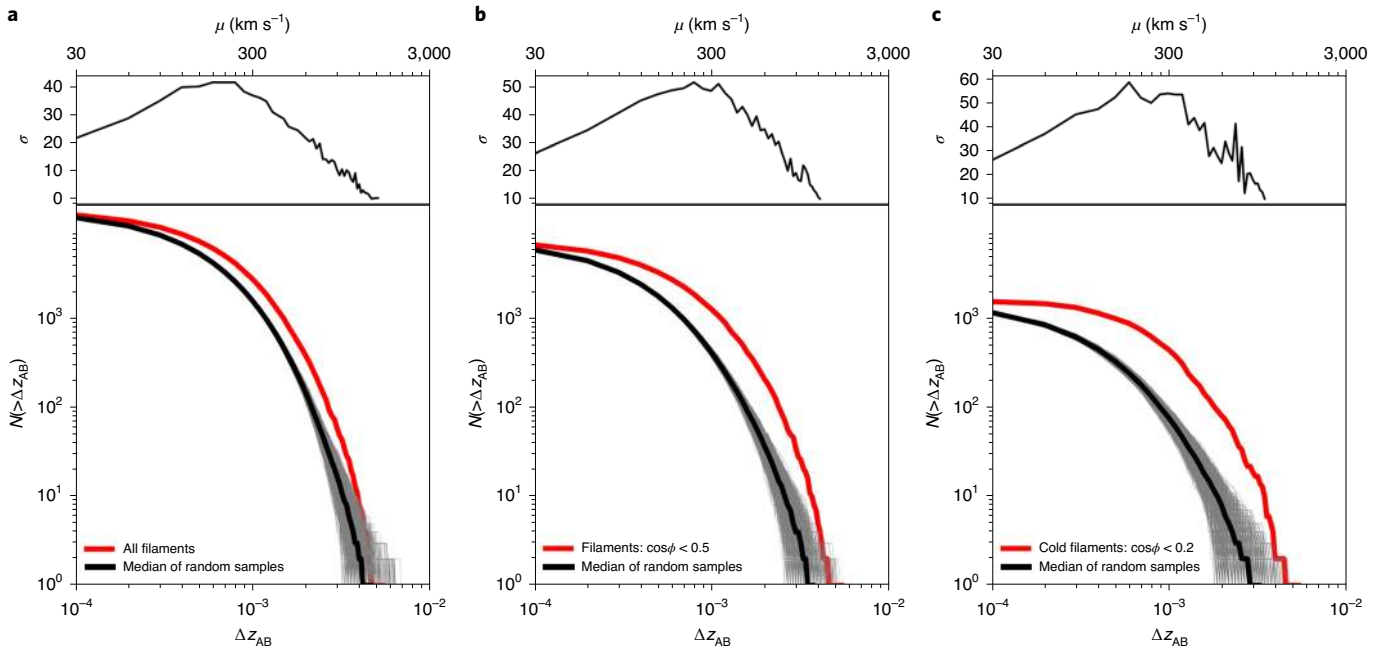 a
μ (km s⁻¹)
30 300 3,000
40
30
20
10
0
σ
10³
10²
10¹
10⁰
N(>Δz_AB)
All filaments
Median of random samples
10⁻⁴ 10⁻³ 10⁻²
Δz_AB
b
μ (km s⁻¹)
30 300 3,000
50
40
30
20
10
σ
10³
10²
10¹
10⁰
N(>Δz_AB)
Filaments: cosϕ < 0.5
Median of random samples
10⁻⁴ 10⁻³ 10⁻²
Δz_AB
c
μ (km s⁻¹)
30 300 3,000
60
50
40
30
20
10
σ
10³
10²
10¹
10⁰
N(>Δz_AB)
Cold filaments: cosϕ < 0.2
Median of random samples
10⁻⁴ 10⁻³ 10⁻²
Δz_AB